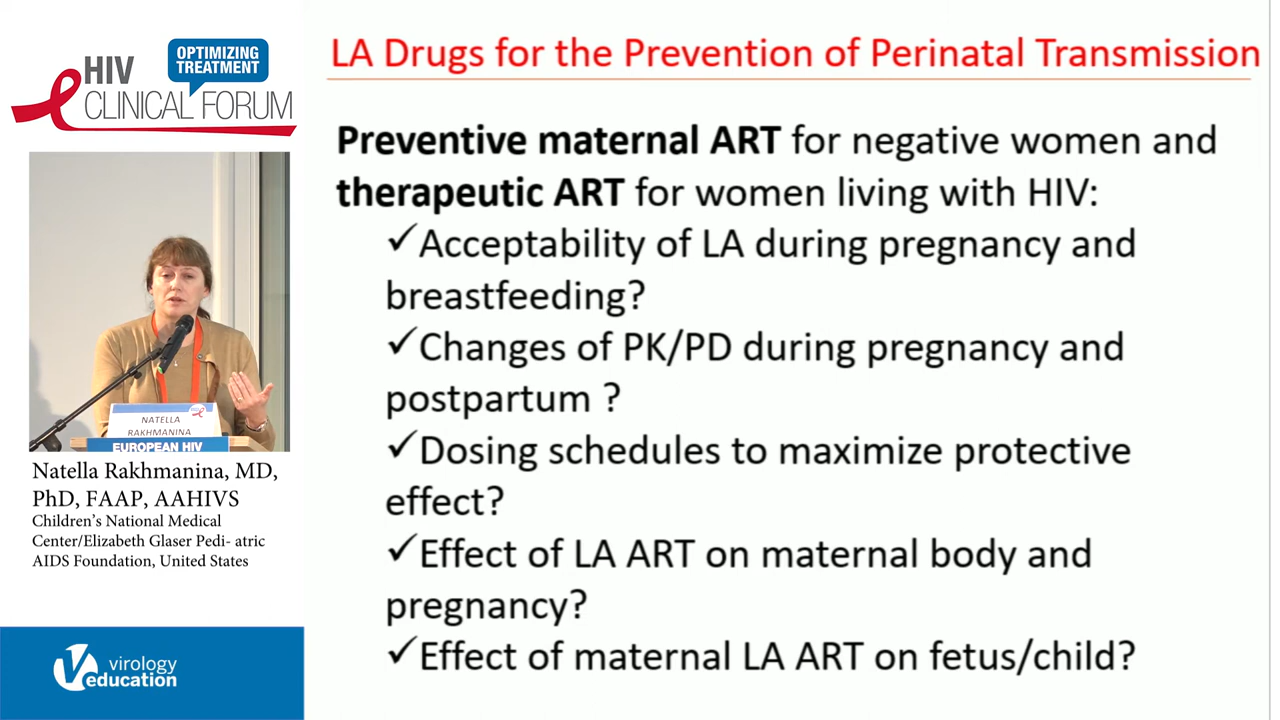 OPTIMIZING
TREATMENT
HIV
CLINICAL FORUM
NATELLA
RAKHMANINA
EUROPEAN HIV
Natella Rakhmanina, MD,
PhD, FAAP, AAHIVS
Children's National Medical
Center/Elizabeth Glaser Pedi- atric
AIDS Foundation, United States
virology
education
LA Drugs for the Prevention of Perinatal Transmission
Preventive maternal ART for negative women and
therapeutic ART for women living with HIV:
✓Acceptability of LA during pregnancy and
breastfeeding?
✓Changes of PK/PD during pregnancy and
postpartum ?
✓Dosing schedules to maximize protective
effect?
✓Effect of LA ART on maternal body and
pregnancy?
✓Effect of maternal LA ART on fetus/child?